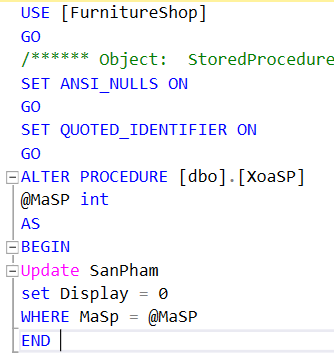 USE [FurnitureShop]
GO
/****** Object:  StoredProcedure
SET ANSI_NULLS ON
GO
SET QUOTED_IDENTIFIER ON
GO
ALTER PROCEDURE [dbo].[XoaSP]
@MaSP int
AS
BEGIN
Update SanPham
set Display = 0
WHERE MaSp = @MaSP
END